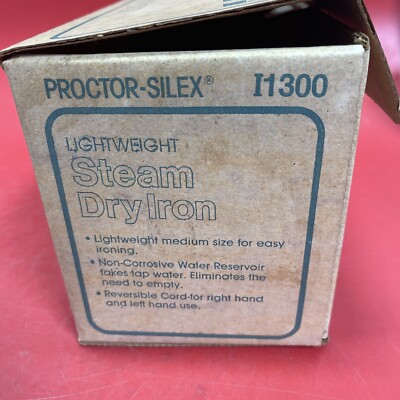 PROCTOR-SILEX® I1300
LIGHTWEIGHT
Steam
Dry Iron
• Lightweight medium size for easy
ironing.
• Non-Corrosive Water Reservoir
takes tap water. Eliminates the
need to empty.
• Reversible Cord-for right hand
and left hand use.